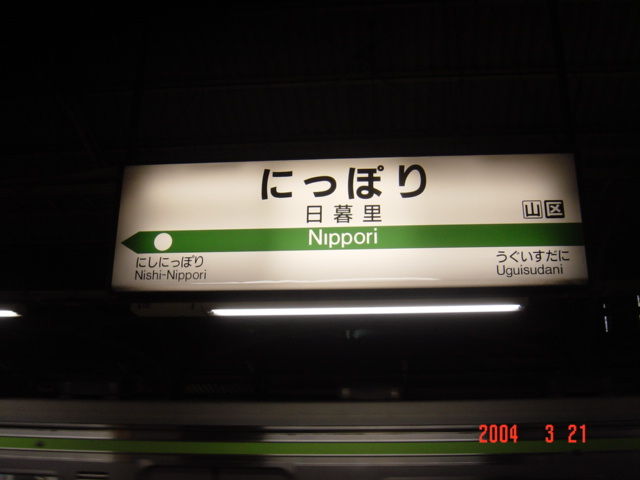 にっぽり
日暮里
山区
Nippori
にしにっぽり
Nishi-Nippori
うぐいすだに
Uguisudani
2004 3 21